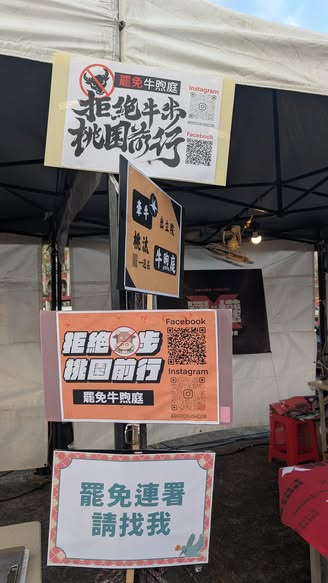 罷免牛煦庭
Instagram
拒絕牛步
Facebook
桃園前行
牽牛
桃汰
牛煦庭
Facebook
拒絕步
桃園前行
Instagram
罷免牛煦庭
罷免連署
請找我